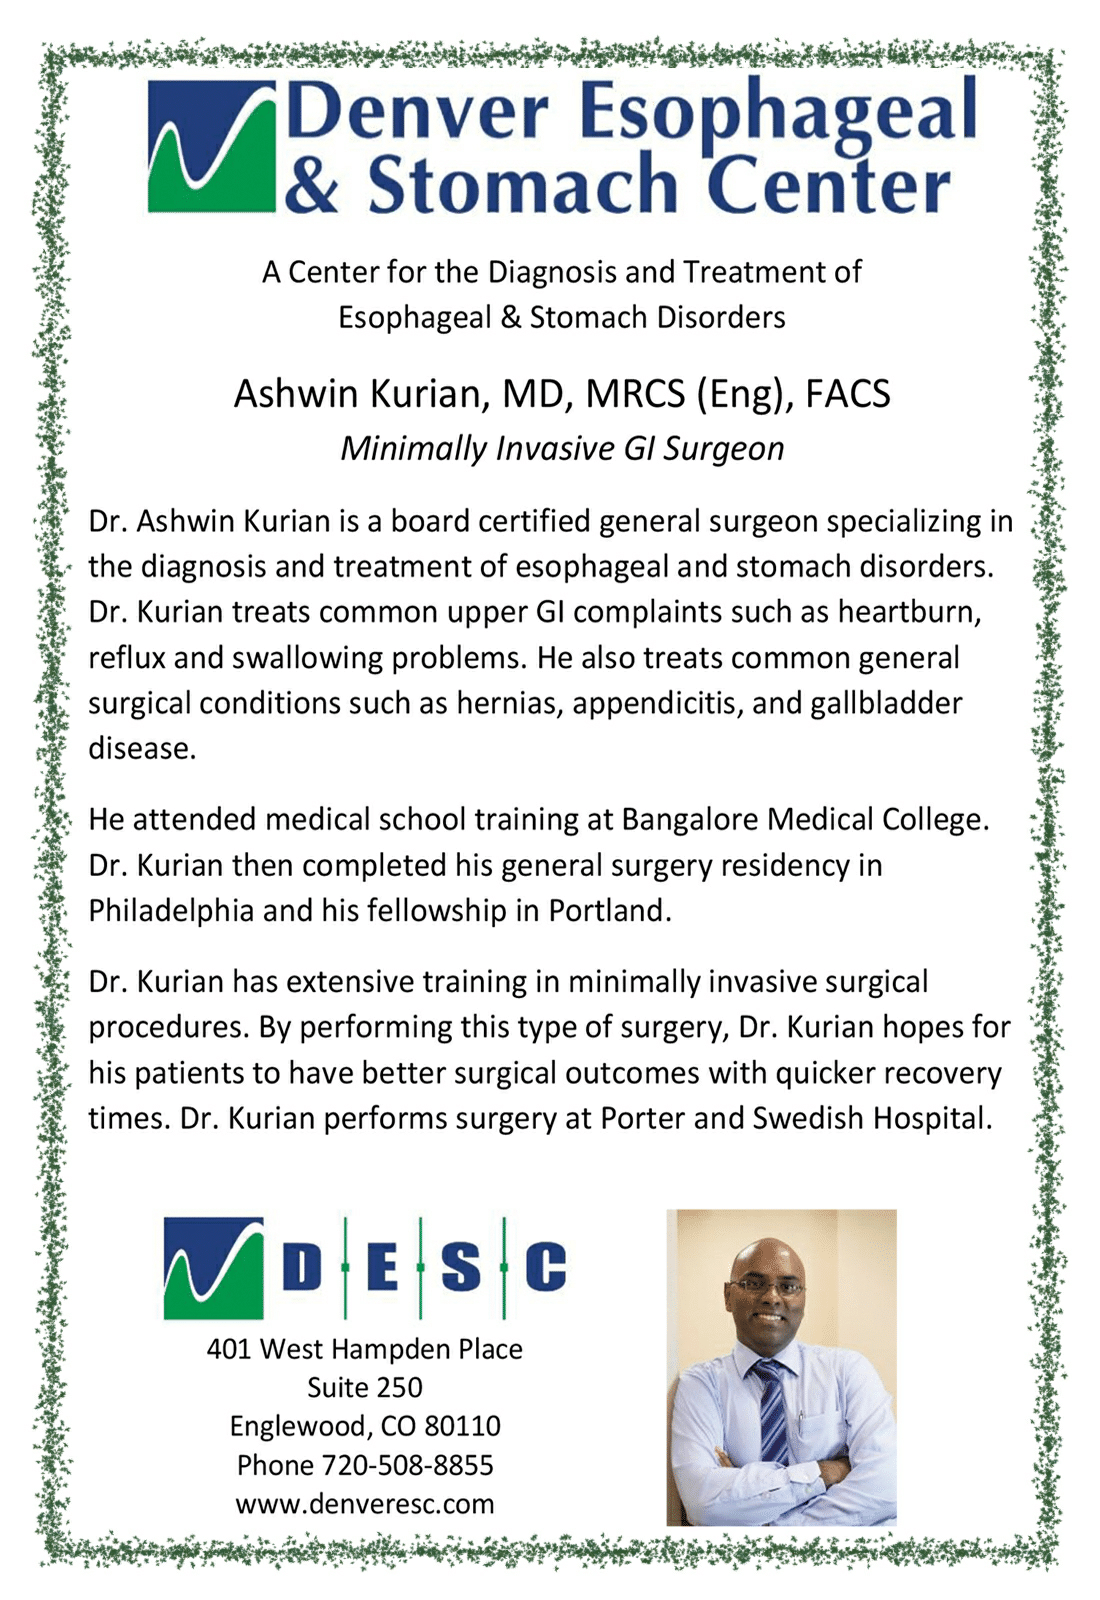 Denver Esophageal
& Stomach Center
A Center for the Diagnosis and Treatment of
Esophageal & Stomach Disorders
Ashwin Kurian, MD, MRCS (Eng), FACS
Minimally Invasive GI Surgeon
Dr. Ashwin Kurian is a board certified general surgeon specializing in
the diagnosis and treatment of esophageal and stomach disorders.
Dr. Kurian treats common upper GI complaints such as heartburn,
reflux and swallowing problems. He also treats common general
surgical conditions such as hernias, appendicitis, and gallbladder
disease.
He attended medical school training at Bangalore Medical College.
Dr. Kurian then completed his general surgery residency in
Philadelphia and his fellowship in Portland.
Dr. Kurian has extensive training in minimally invasive surgical
procedures. By performing this type of surgery, Dr. Kurian hopes for
his patients to have better surgical outcomes with quicker recovery
times. Dr. Kurian performs surgery at Porter and Swedish Hospital.
D E S C
401 West Hampden Place
Suite 250
Englewood, CO 80110
Phone 720-508-8855
www.denveresc.com